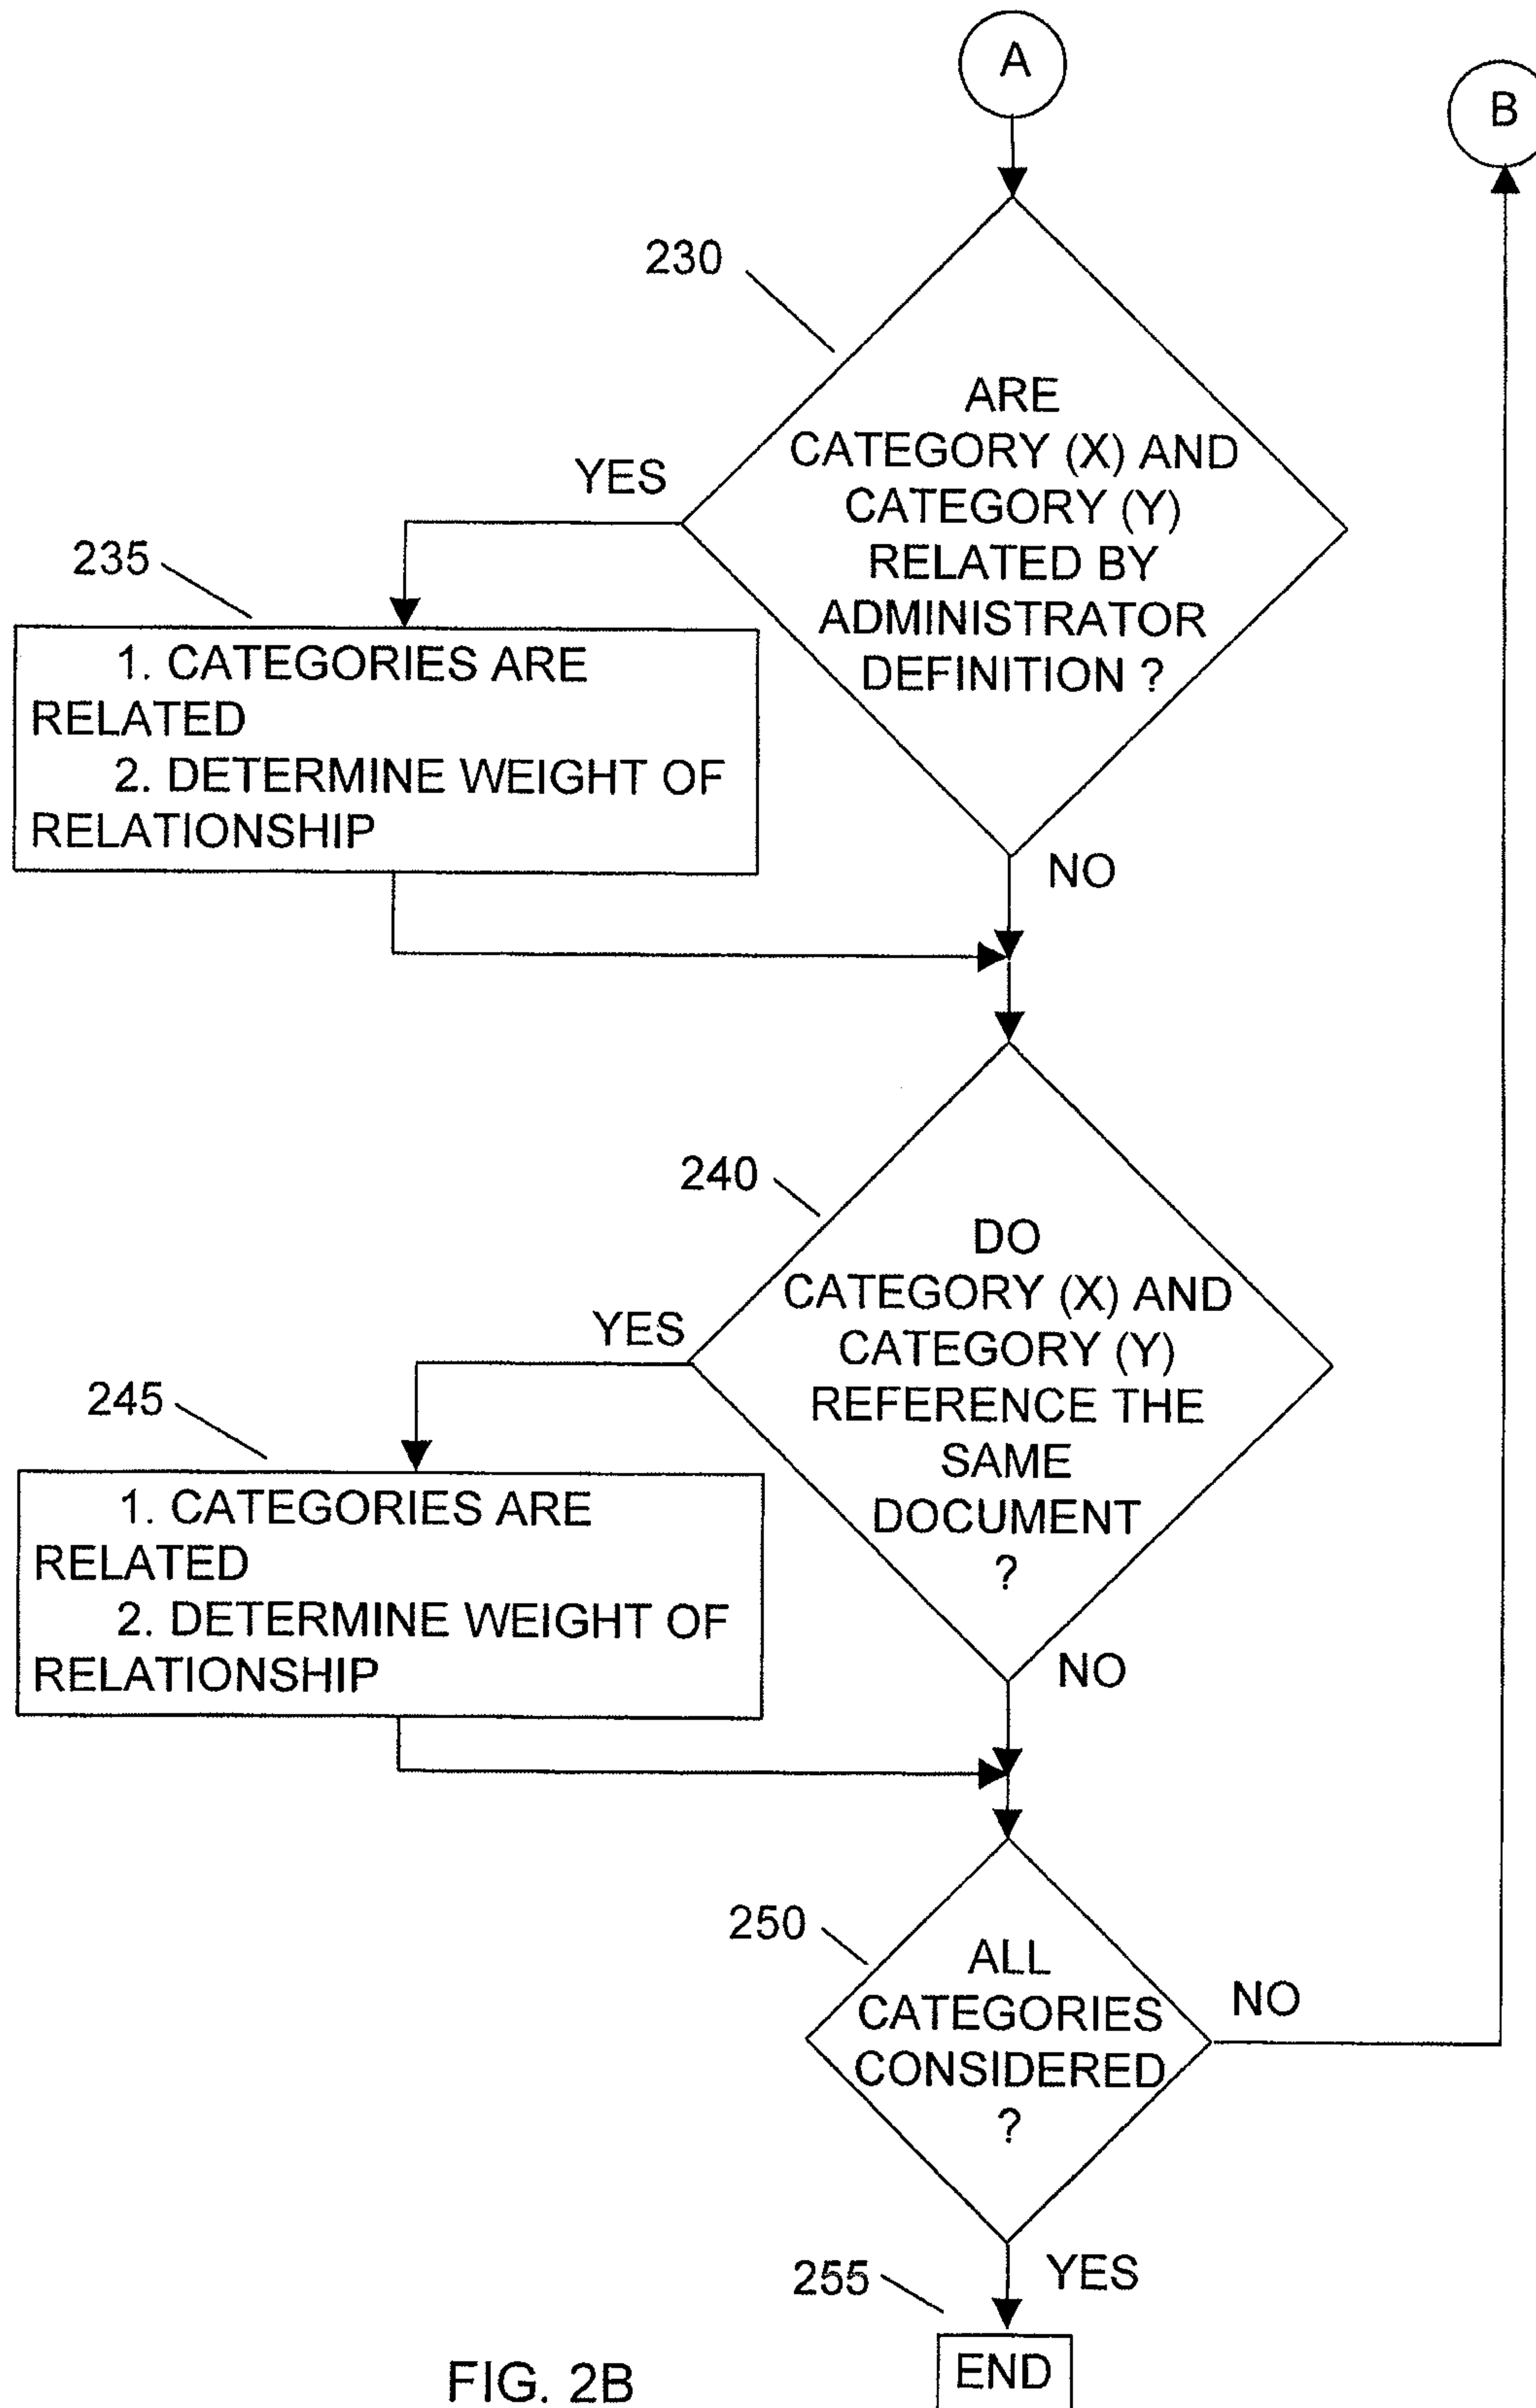 A
B
230
ARE
CATEGORY (X) AND
CATEGORY (Y)
RELATED BY
ADMINISTRATOR
DEFINITION ?
YES
235
1. CATEGORIES ARE
RELATED
2. DETERMINE WEIGHT OF
RELATIONSHIP
NO
240
DO
CATEGORY (X) AND
CATEGORY (Y)
REFERENCE THE
SAME
DOCUMENT
?
YES
245
1. CATEGORIES ARE
RELATED
2. DETERMINE WEIGHT OF
RELATIONSHIP
NO
250
ALL
CATEGORIES
CONSIDERED
?
NO
YES
255
END
FIG. 2B